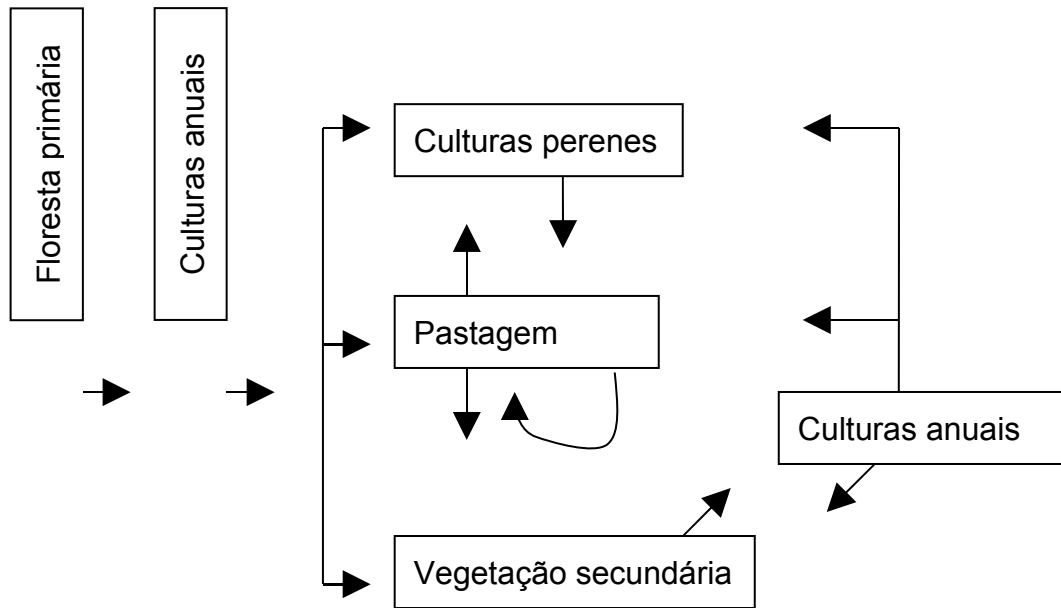 Floresta primária
Culturas anuais
Culturas perenes
Pastagem
Culturas anuais
Vegetação secundária